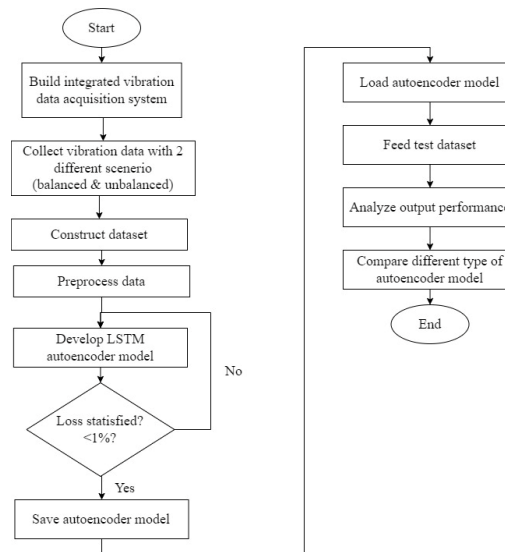 Start
Build integrated vibration
data acquisition system
Collect vibration data with 2
different scenerio
(balanced & unbalanced)
Construct dataset
Preprocess data
Develop LSTM
autoencoder model
No
Loss statisfied?
<1%?
Yes
Save autoencoder model
Load autoencoder model
Feed test dataset
Analyze output performance
Compare different type of
autoencoder model
End